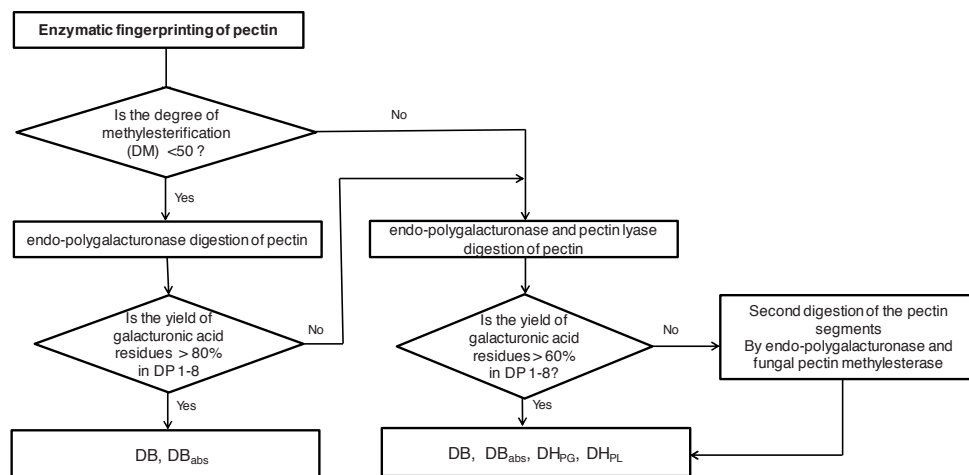 Enzymatic fingerprinting of pectin
Is the degree of
methylesterification
(DM) <50 ?
No
Yes
endo-polygalacturonase digestion of pectin
endo-polygalacturonase and pectin lyase
digestion of pectin
Is the yield of
galacturonic acid
residues > 80%
in DP 1-8
No
Yes
Is the yield of
galacturonic acid
residues > 60%
in DP 1-8?
No
Yes
Second digestion of the pectin
segments
By endo-polygalacturonase and
fungal pectin methylesterase
DB, DBabs
DB, DBabs, DHPG, DHPL